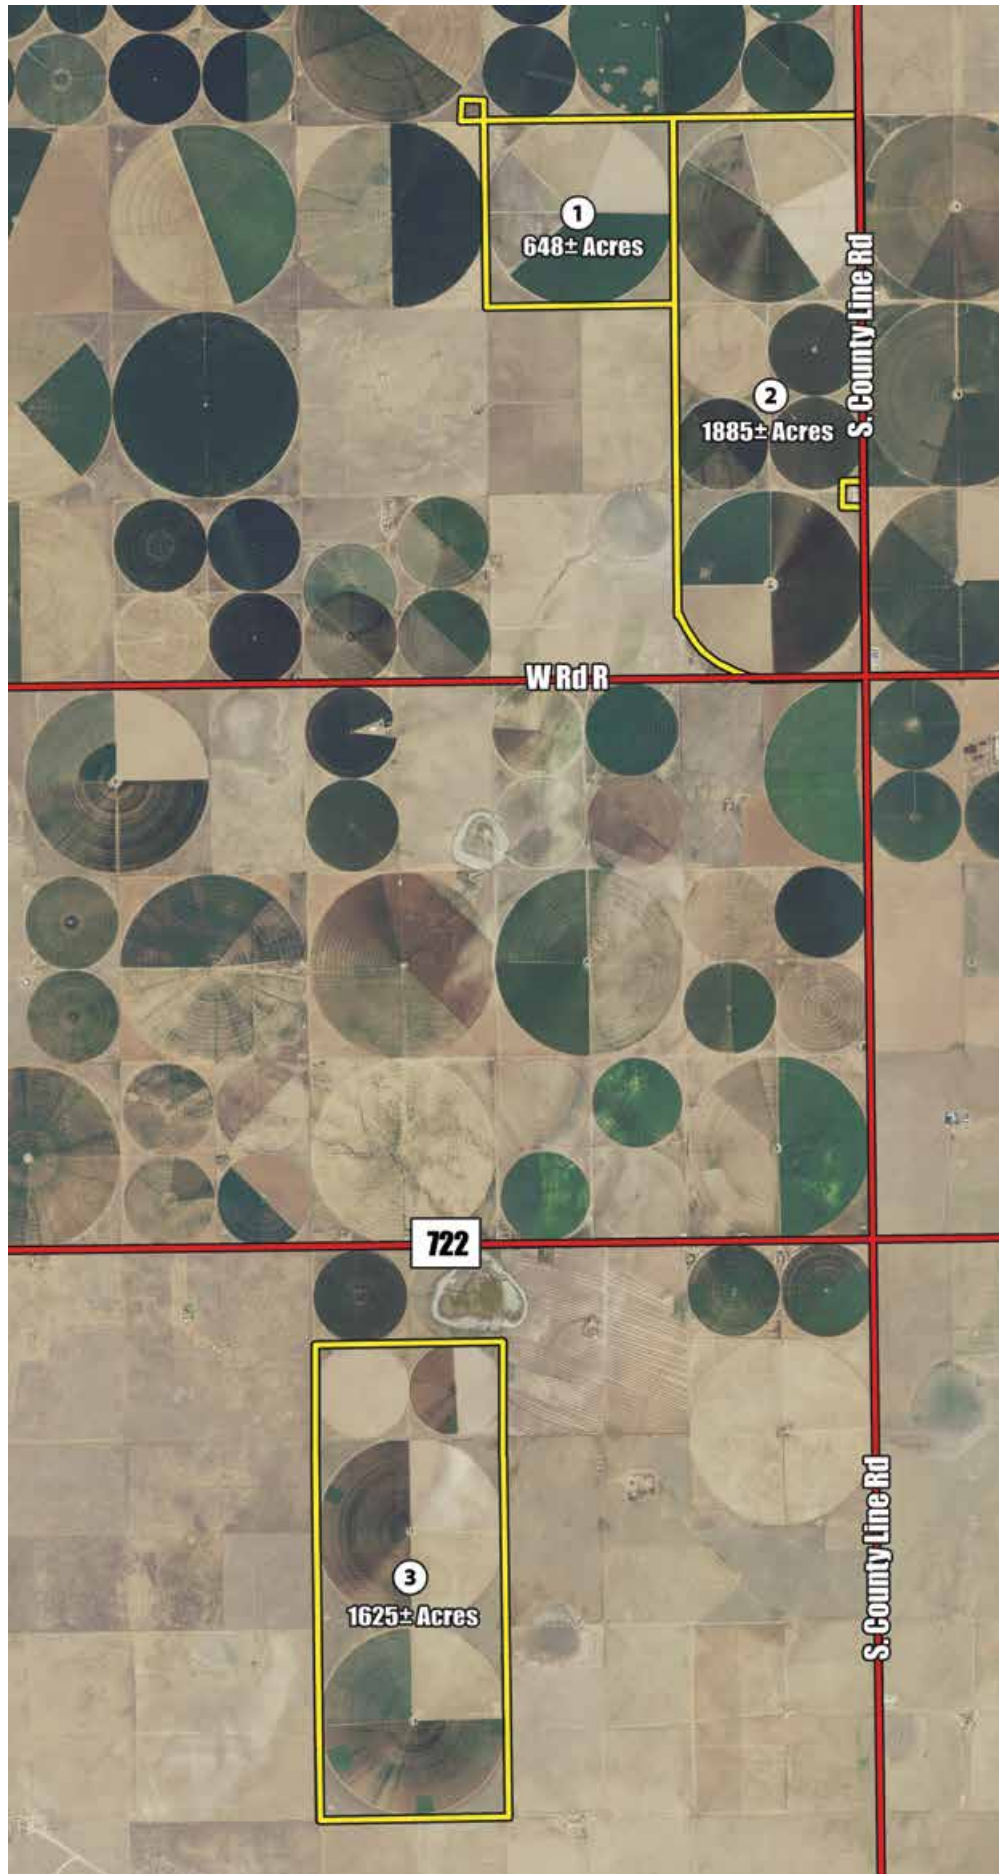 1
648± Acres
S. County Line Rd
2
1885± Acres
W Rd R
722
S. County Line Rd
3
1625± Acres